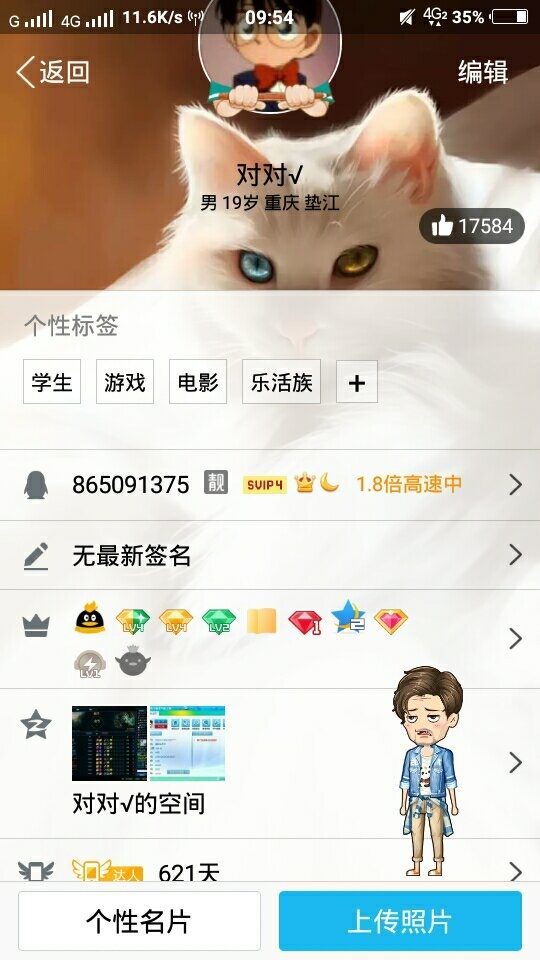 G 4G 11.6K/s 09:54 4G2 35%
返回 编辑
对对√
男 19岁 重庆 垫江
17584
个性标签
学生 游戏 电影 乐活族 +
865091375 靓 SVIP4 1.8倍高速中
无最新签名
LV4 LV4 LV2 1 2
LV1
对对√的空间
达人 621天
个性名片 上传照片